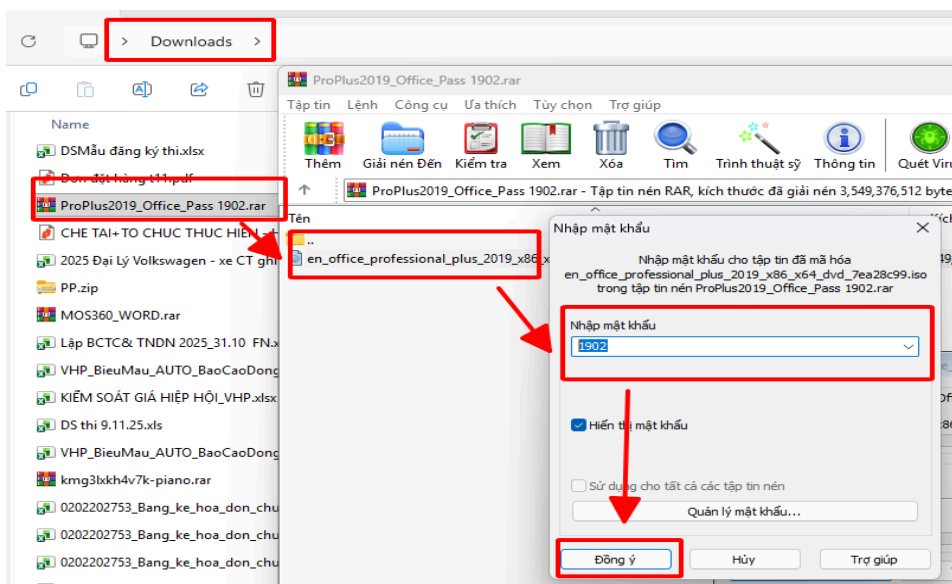 Downloads
ProPlus2019_Office_Pass 1902.rar
Tập tin Lệnh Công cụ Ưa thích Tùy chọn Trợ giúp
Thêm Giải nén Đến Kiểm tra Xem Xóa Tìm Trình thuật sỹ Thông tin Quét
ProPlus2019_Office_Pass 1902.rar - Tập tin nén RAR, kích thước đã giải nén 3,549,376,512
Name
DSMẫu đăng ký thi.xlsx
Đơn đặt hàng t11.pdf
ProPlus2019_Office_Pass 1902.rar
CHE TAI+TO CHUC THUC HIEN
2025 Đại Lý Volkswagen - xe CT
PP.zip
MOS360_WORD.rar
Lập BCTC& TNDN 2025_31.10 FN.x
VHP_BieuMau_AUTO_BaoCaoDong
KIỂM SOÁT GIÁ HIỆP HỘI_VHP.xlsx
DS thi 9.11.25.xls
VHP_BieuMau_AUTO_BaoCaoDong
kmg3lxkh4v7k-piano.rar
0202202753_Bang_ke_hoa_don_chu
0202202753_Bang_ke_hoa_don_chu
0202202753_Bang_ke_hoa_don_chu
Tên
..
en_office_professional_plus_2019_x86_x
Nhập mật khẩu
Nhập mật khẩu cho tập tin đã mã hóa
en_office_professional_plus_2019_x86_x64_dvd_7ea28c99.iso
trong tập tin nén ProPlus2019_Office_Pass 1902.rar
Nhập mật khẩu
1902
Hiển thị mật khẩu
Sử dụng cho tất cả các tập tin nén
Quản lý mật khẩu...
Đồng ý Hủy Trợ giúp